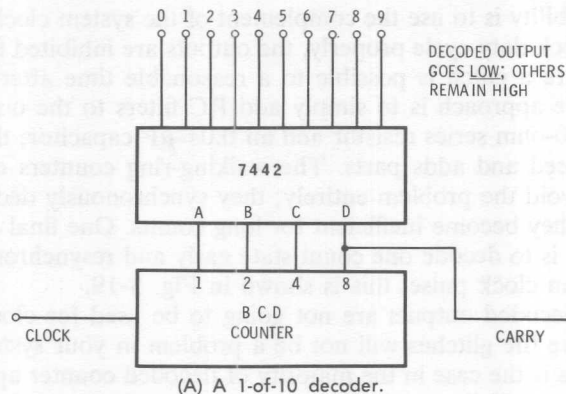 0 1 2 3 4 5 6 7 8 9
DECODED OUTPUT
GOES LOW; OTHERS
REMAIN HIGH
7442
A B C D
1 2 4 8
B C D
COUNTER
CLOCK
CARRY
(A) A 1-of-10 decoder.